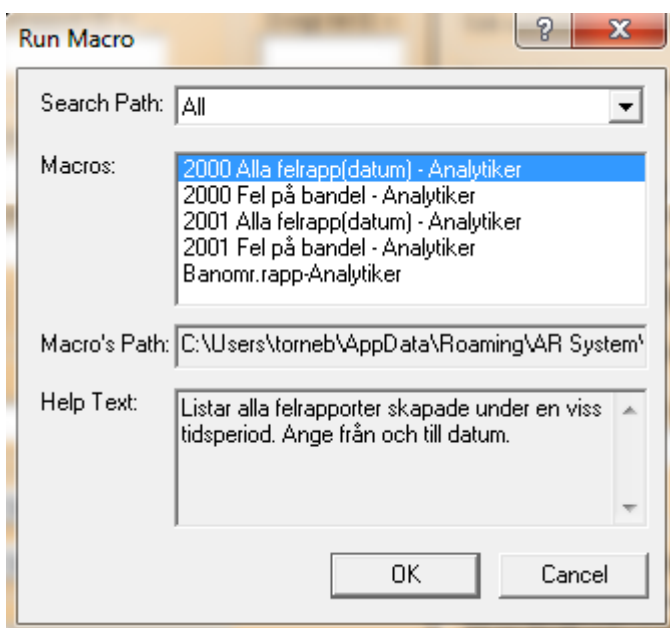 Run Macro
?
Search Path: All
Macros:
2000 Alla felrapp(datum) - Analytiker
2000 Fel på bandel - Analytiker
2001 Alla felrapp(datum) - Analytiker
2001 Fel på bandel - Analytiker
Banomr.rapp-Analytiker
Macro's Path: C:\Users\torneb\AppData\Roaming\AR System\
Help Text:
Listar alla felrapporter skapade under en viss
tidsperiod. Ange från och till datum.
OK Cancel